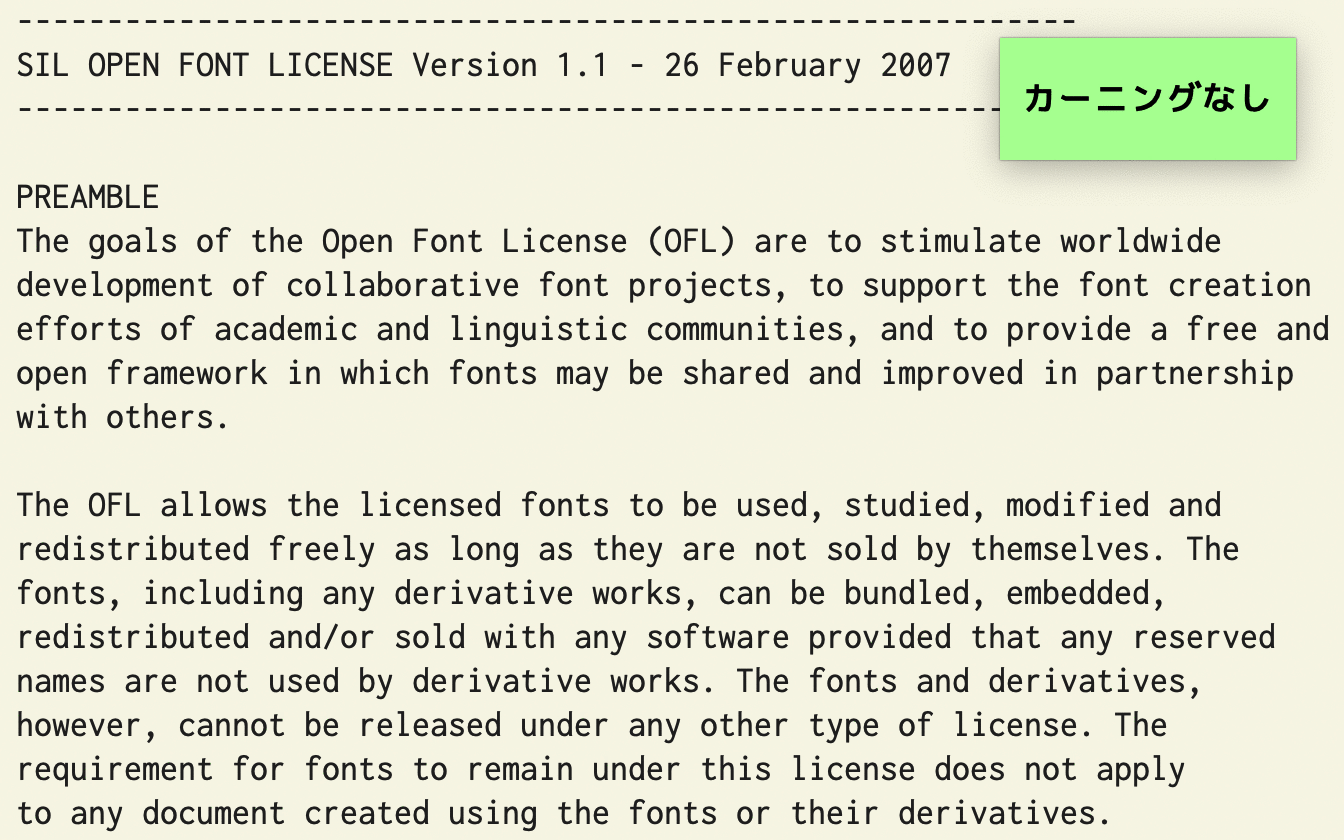 -----------------------------------------------------------
SIL OPEN FONT LICENSE Version 1.1 - 26 February 2007
-------------------------------------------------------
カーニングなし
PREAMBLE
The goals of the Open Font License (OFL) are to stimulate worldwide
development of collaborative font projects, to support the font creation
efforts of academic and linguistic communities, and to provide a free and
open framework in which fonts may be shared and improved in partnership
with others.
The OFL allows the licensed fonts to be used, studied, modified and
redistributed freely as long as they are not sold by themselves. The
fonts, including any derivative works, can be bundled, embedded,
redistributed and/or sold with any software provided that any reserved
names are not used by derivative works. The fonts and derivatives,
however, cannot be released under any other type of license. The
requirement for fonts to remain under this license does not apply
to any document created using the fonts or their derivatives.